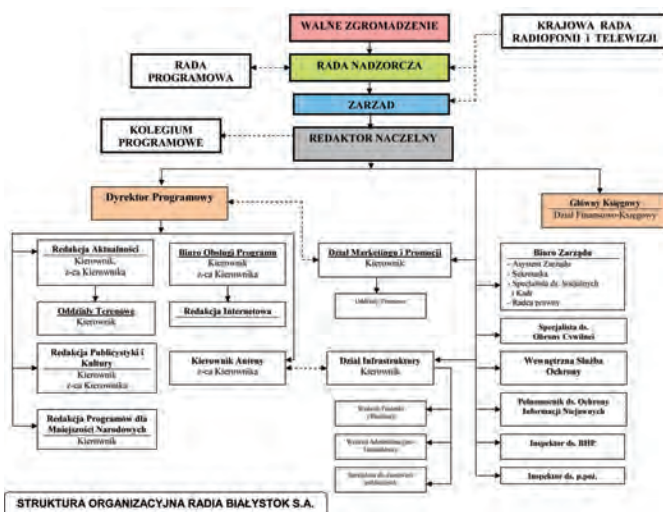 WALNE ZGROMADZENIE
KRAJOWA RADA
RADIOFOND i TELEWIZJI
RADA
PROGRAMOWA
RADA NADZORCZA
ZARZĄD
KOLEGIUM
PROGRAMOWE
REDAKTOR NACZELNY
Dyrektor Programowy
Główny Księgowy
Dział Finansowo-Księgowy
Redakcja Aktualności
Kierownik,
z-ca Kierownika
Biuro Obsługi Programu
Kierownik
z-ca Kierownika
Dział Marketingu i Promocji
Kierownik
Biuro Zarządu
- Asystent Zarządu
- Sekretarka
- Specjalista ds. Socjalnych
i Kadr
- Radca prawny
Oddziały Terenowe
Kierownik
Redakcja Internetowa
Specjalista ds.
Obrony Cywilnej
Redakcja Publicystyki i
Kultury
Kierownik
z-ca Kierownika
Kierownik Anteny
z-ca Kierownika
Dział Infrastruktury
Kierownik
Wewnętrzna Służba
Ochrony
Pełnomocnik ds. Ochrony
Informacji Niejawnych
Redakcja Programów dla
Mniejszości Narodowych
Kierownik
Inspektor ds. BHP
Inspektor ds. p.poż.
STRUKTURA ORGANIZACYJNA RADIA BIAŁYSTOK S.A.